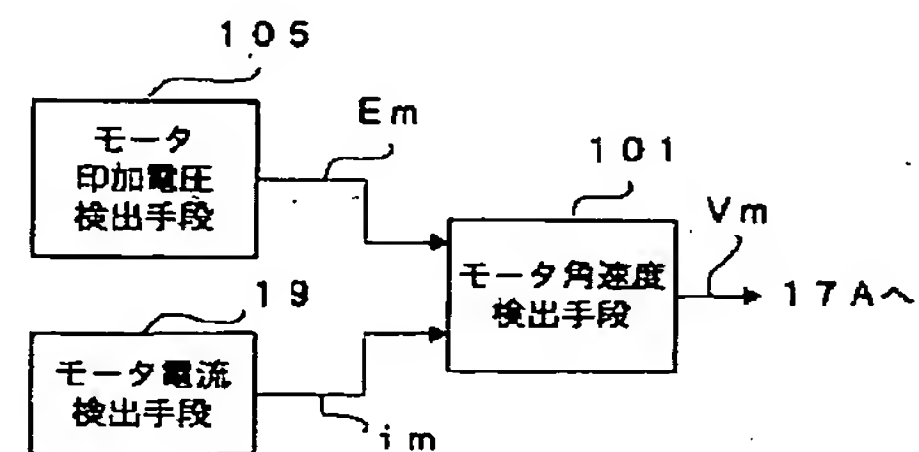 105
モータ
印加電圧
検出手段
Em
101
モータ角速度
検出手段
Vm
17Aへ
19
モータ電流
検出手段
im